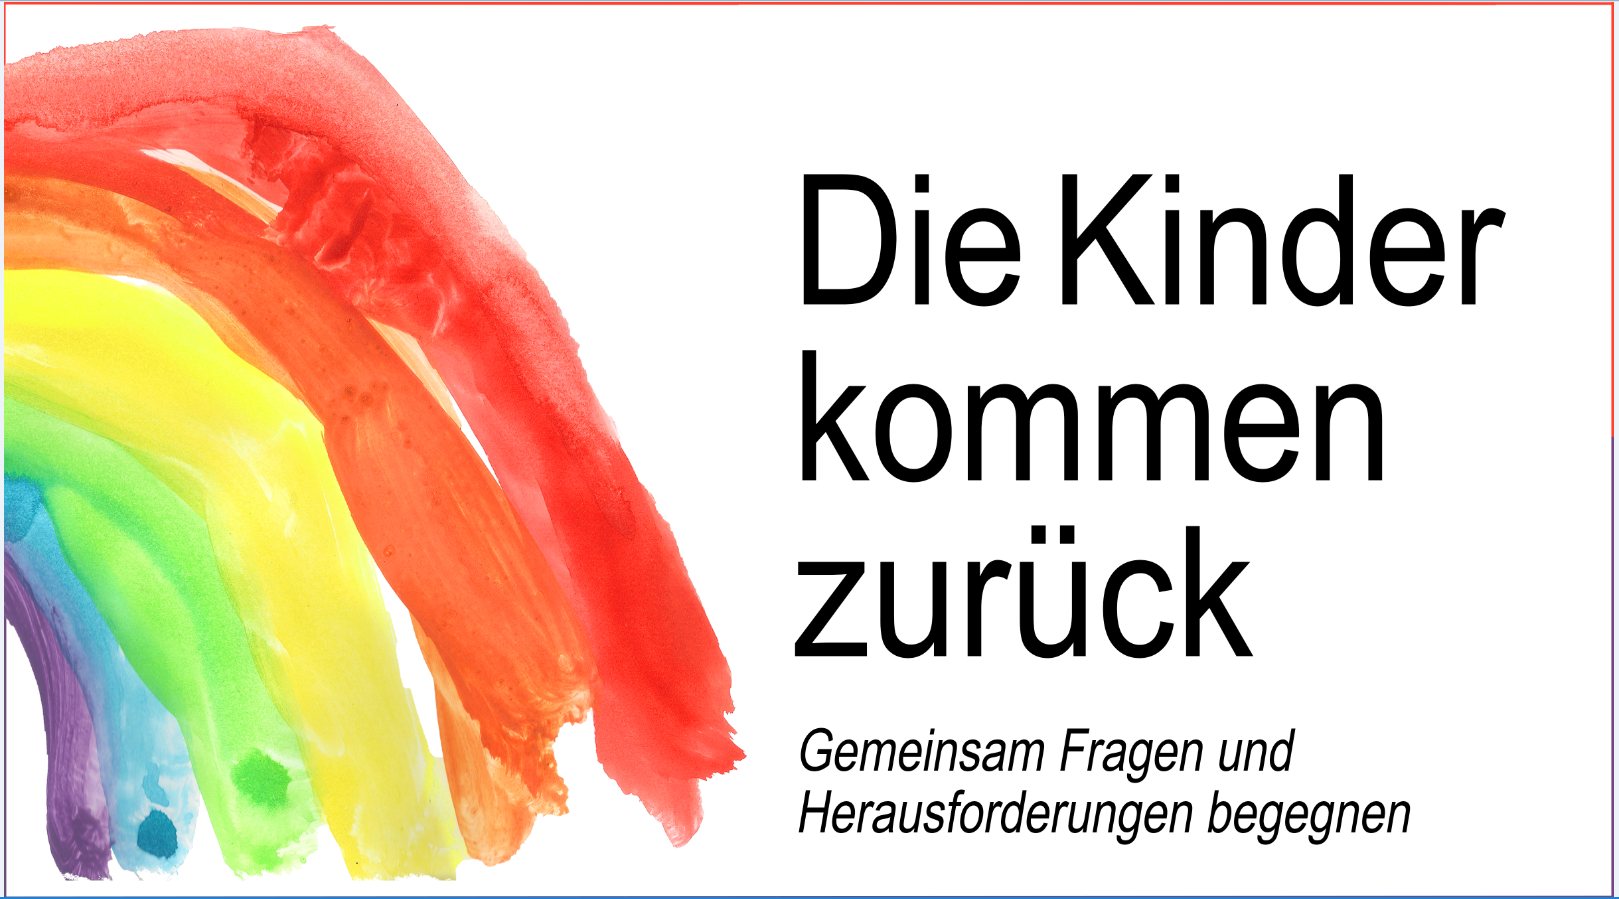 Die Kinder
kommen
zurück
Gemeinsam Fragen und
Herausforderungen begegnen